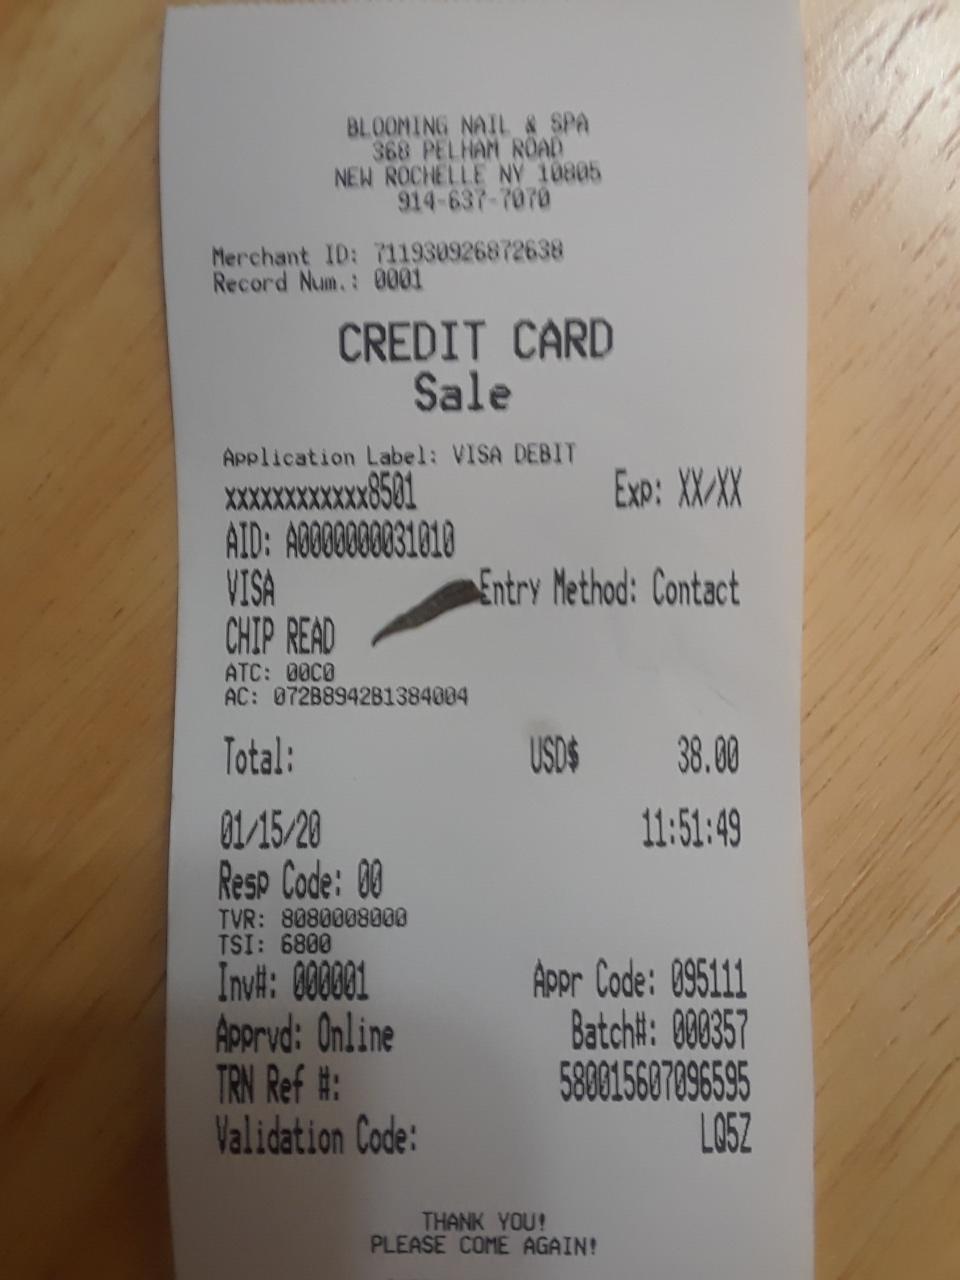 BLOOMING NAIL & SPA
368 PELHAM ROAD
NEW ROCHELLE NY 10805
914-637-7070
Merchant ID: 711930926872638
Record Num.: 0001
CREDIT CARD
Sale
Application Label: VISA DEBIT
xxxxxxxxxxxx8501 Exp: XX/XX
AID: A0000000031010
VISA Entry Method: Contact
CHIP READ
ATC: 00C0
AC: 072B8942B1384004
Total: USD$ 38.00
01/15/20 11:51:49
Resp Code: 00
TVR: 8080008000
TSI: 6800
Inv#: 000001 Appr Code: 095111
Apprvd: Online Batch#: 000357
TRN Ref #: 580015607096595
Validation Code: LQ5Z
THANK YOU!
PLEASE COME AGAIN!